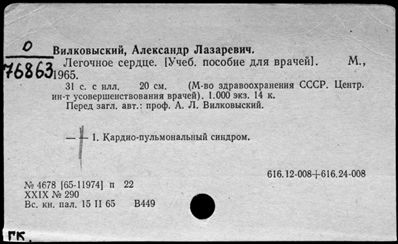 О
76863
Вилковыский, Александр Лазаревич.
Легочное сердце. [Учеб. пособие для врачей]. М.,
1965.
31 с. с илл. 20 см. (М-во здравоохранения СССР. Центр.
ин-т усовершенствования врачей). 1.000 экз. 14 к.
Перед загл. авт.: проф. А. Л. Вилковыский.
1. Кардио-пульмональный синдром.
616.12-008+616.24-008
№ 4678 [65-11974] п 22
XXIX № 290
Вс. кн. пал. 15 II 65 В449
ГК.